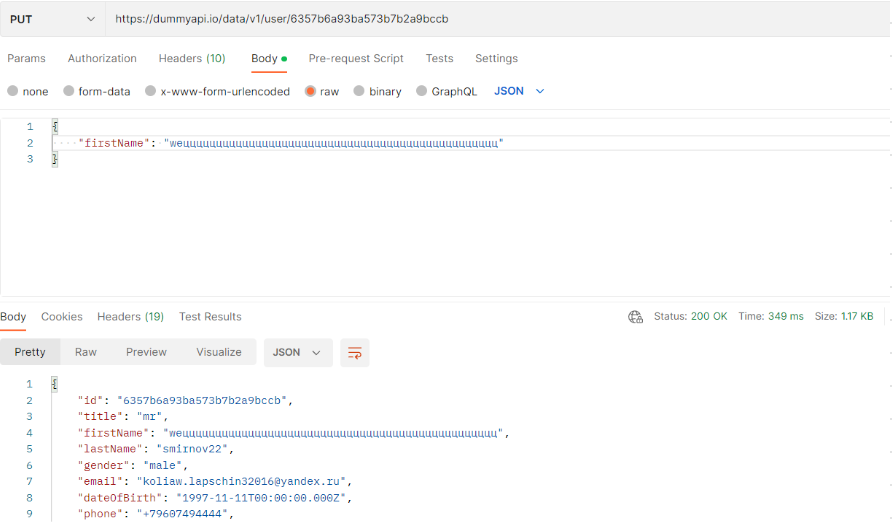 PUT https://dummyapi.io/data/v1/user/6357b6a93ba573b7b2a9bccb
Params Authorization Headers (10) Body Pre-request Script Tests Settings
none form-data x-www-form-urlencoded raw binary GraphQL JSON
1 {
2 "firstName": "weцццццццццццццццццццццццццццццццццццццццццццццццц"
3 }
Body Cookies Headers (19) Test Results Status: 200 OK Time: 349 ms Size: 1.17 KB
Pretty Raw Preview Visualize JSON
1 {
2 "id": "6357b6a93ba573b7b2a9bccb",
3 "title": "mr",
4 "firstName": "weцццццццццццццццццццццццццццццццццццццццццццццццц",
5 "lastName": "smirnov22",
6 "gender": "male",
7 "email": "koliaw.lapschin32016@yandex.ru",
8 "dateOfBirth": "1997-11-11T00:00:00.000Z",
9 "phone": "+79607494444",